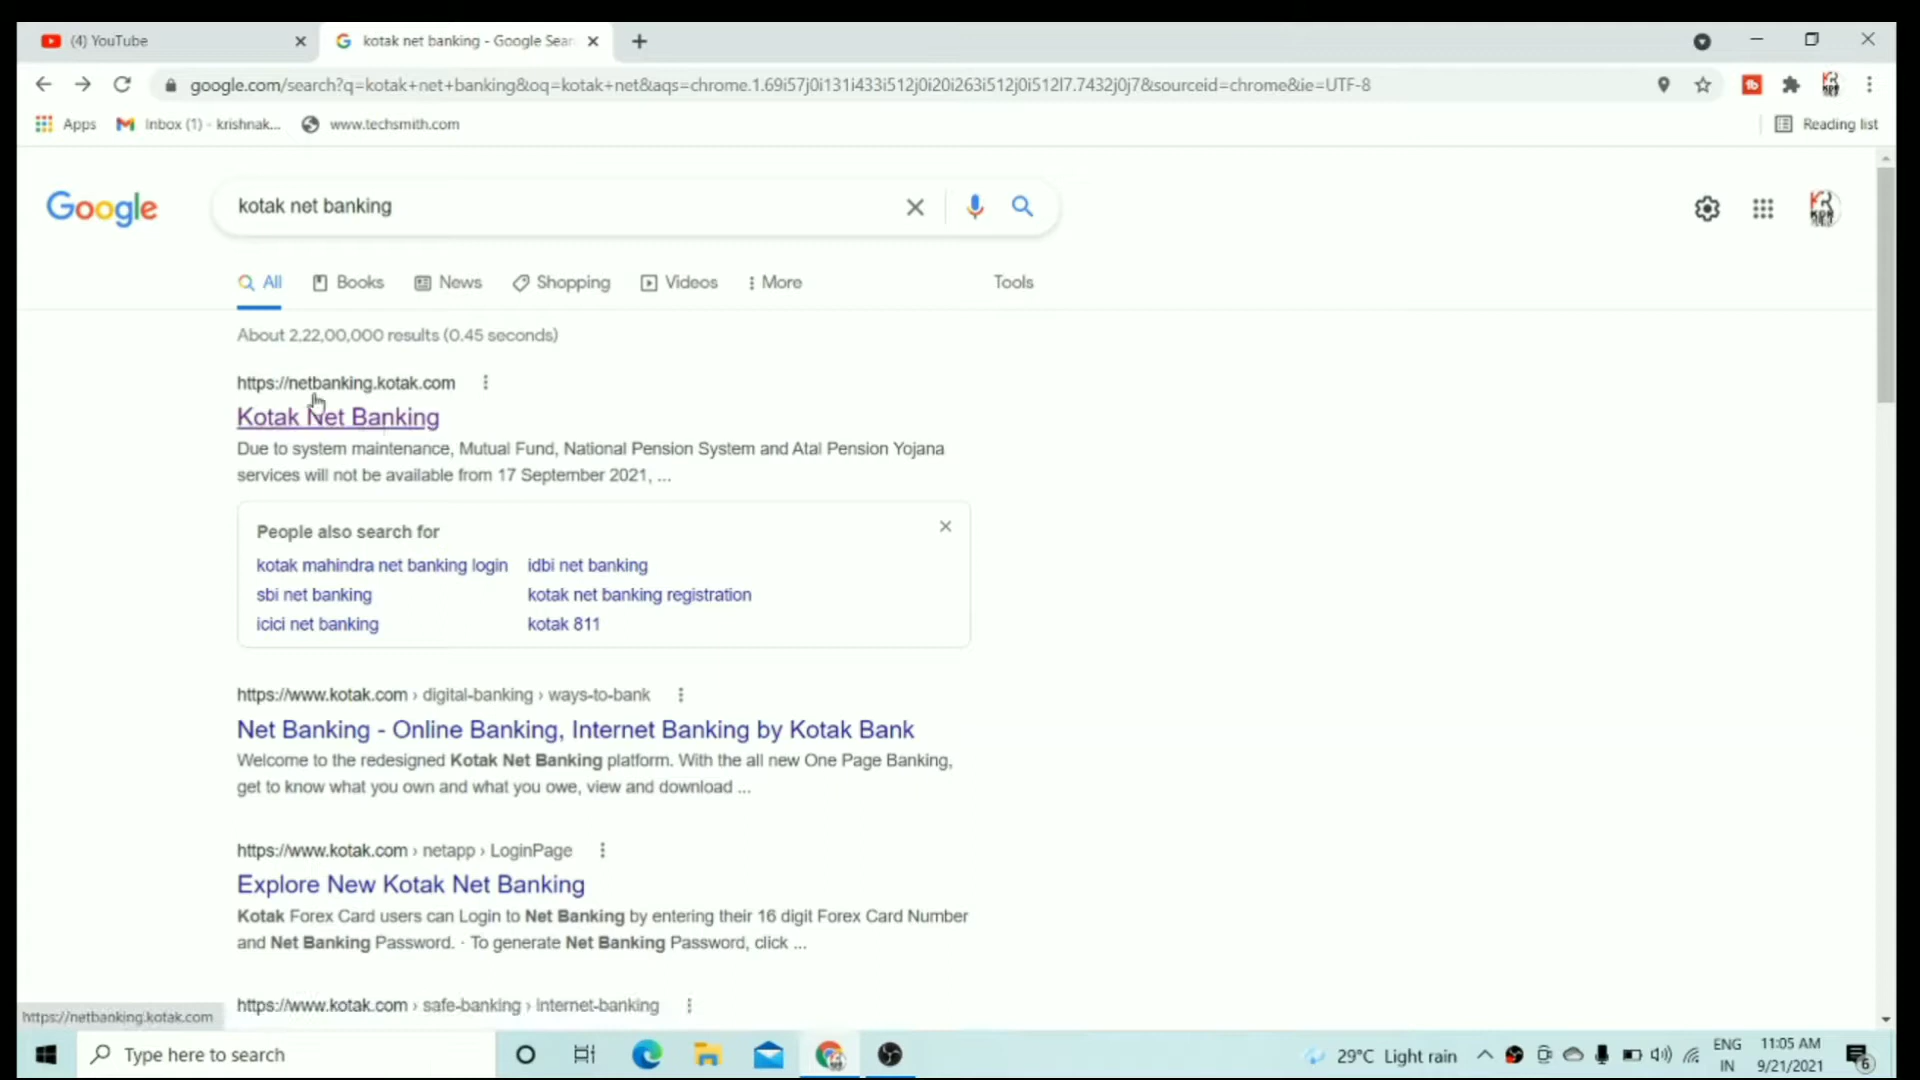 (4) YouTube
kotak net banking - Google Sear
google.com/search?q=kotak+net+banking&oq=kotak+net&aqs=chrome.1.69i57j0i131i433i512j0i20i263i512j0i512l7.7432j0j7&sourceid=chrome&ie=UTF-8
Apps
Inbox (1) - krishnak...
www.techsmith.com
Reading list
Google
kotak net banking
All
Books
News
Shopping
Videos
More
Tools
About 2,22,00,000 results (0.45 seconds)
https://netbanking.kotak.com
Kotak Net Banking
Due to system maintenance, Mutual Fund, National Pension System and Atal Pension Yojana
services will not be available from 17 September 2021, ...
People also search for
kotak mahindra net banking login
idbi net banking
sbi net banking
kotak net banking registration
icici net banking
kotak 811
https://www.kotak.com › digital-banking › ways-to-bank
Net Banking - Online Banking, Internet Banking by Kotak Bank
Welcome to the redesigned Kotak Net Banking platform. With the all new One Page Banking,
get to know what you own and what you owe, view and download ...
https://www.kotak.com › netapp › LoginPage
Explore New Kotak Net Banking
Kotak Forex Card users can Login to Net Banking by entering their 16 digit Forex Card Number
and Net Banking Password. · To generate Net Banking Password, click ...
https://www.kotak.com › safe-banking › Internet-banking
https://netbanking.kotak.com
Type here to search
29°C Light rain
ENG
IN
11:05 AM
9/21/2021
6